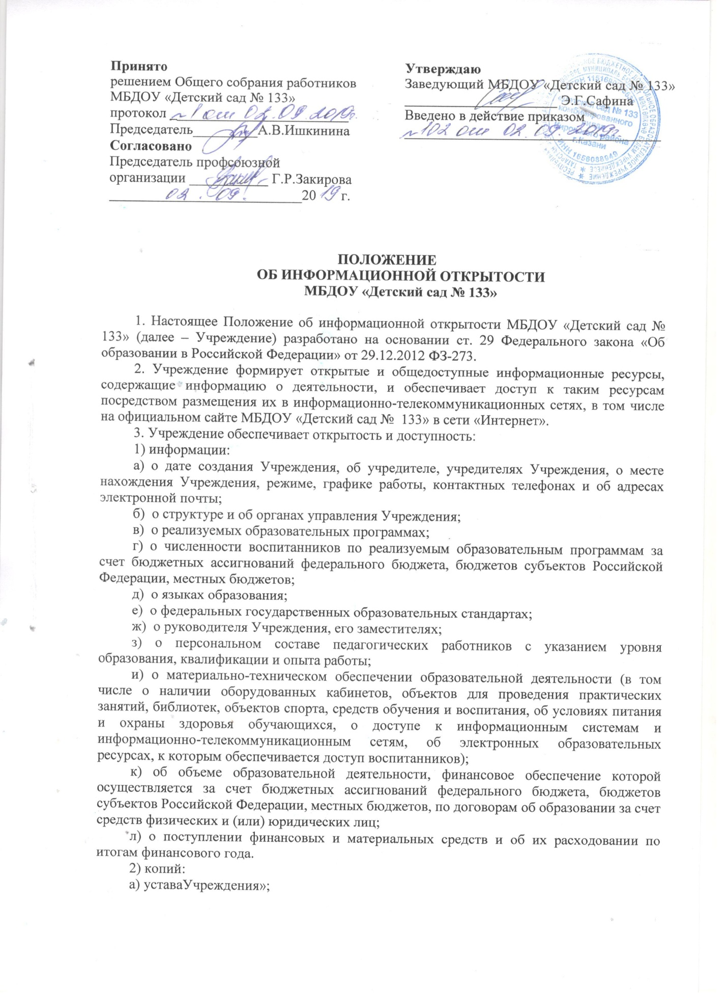 Принято
решением Общего собрания работников
МБДОУ «Детский сад № 133»
протокол №1 от 02.09.2019г.
Председатель А.В.Ишкинина
Согласовано
Председатель профсоюзной
организации Г.Р.Закирова
02.09. 2019 г.
Утверждаю
Заведующий МБДОУ «Детский сад № 133»
Э.Г.Сафина
Введено в действие приказом
№102 от 02.09.2019г.
детский сад № 133
комбинированного
вида
Кировского района
г.Казани
ИНН 1656088949
ПОЛОЖЕНИЕ
ОБ ИНФОРМАЦИОННОЙ ОТКРЫТОСТИ
МБДОУ «Детский сад № 133»
1. Настоящее Положение об информационной открытости МБДОУ «Детский сад №
133» (далее – Учреждение) разработано на основании ст. 29 Федерального закона «Об
образовании в Российской Федерации» от 29.12.2012 ФЗ-273.
2. Учреждение формирует открытые и общедоступные информационные ресурсы,
содержащие информацию о деятельности, и обеспечивает доступ к таким ресурсам
посредством размещения их в информационно-телекоммуникационных сетях, в том числе
на официальном сайте МБДОУ «Детский сад № 133» в сети «Интернет».
3. Учреждение обеспечивает открытость и доступность:
1) информации:
а) о дате создания Учреждения, об учредителе, учредителях Учреждения, о месте
нахождения Учреждения, режиме, графике работы, контактных телефонах и об адресах
электронной почты;
б) о структуре и об органах управления Учреждения;
в) о реализуемых образовательных программах;
г) о численности воспитанников по реализуемым образовательным программам за
счет бюджетных ассигнований федерального бюджета, бюджетов субъектов Российской
Федерации, местных бюджетов;
д) о языках образования;
е) о федеральных государственных образовательных стандартах;
ж) о руководителя Учреждения, его заместителях;
з) о персональном составе педагогических работников с указанием уровня
образования, квалификации и опыта работы;
и) о материально-техническом обеспечении образовательной деятельности (в том
числе о наличии оборудованных кабинетов, объектов для проведения практических
занятий, библиотек, объектов спорта, средств обучения и воспитания, об условиях питания
и охраны здоровья обучающихся, о доступе к информационным системам и
информационно-телекоммуникационным сетям, об электронных образовательных
ресурсах, к которым обеспечивается доступ воспитанников);
к) об объеме образовательной деятельности, финансовое обеспечение которой
осуществляется за счет бюджетных ассигнований федерального бюджета, бюджетов
субъектов Российской Федерации, местных бюджетов, по договорам об образовании за счет
средств физических и (или) юридических лиц;
л) о поступлении финансовых и материальных средств и об их расходовании по
итогам финансового года.
2) копий:
а) уставаУчреждения»;